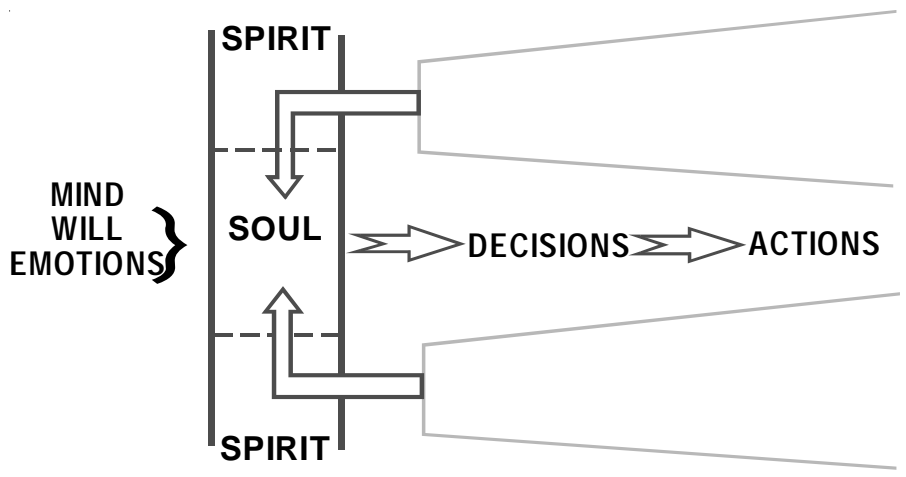 SPIRIT
MIND
WILL
EMOTIONS
SOUL
DECISIONS
ACTIONS
SPIRIT